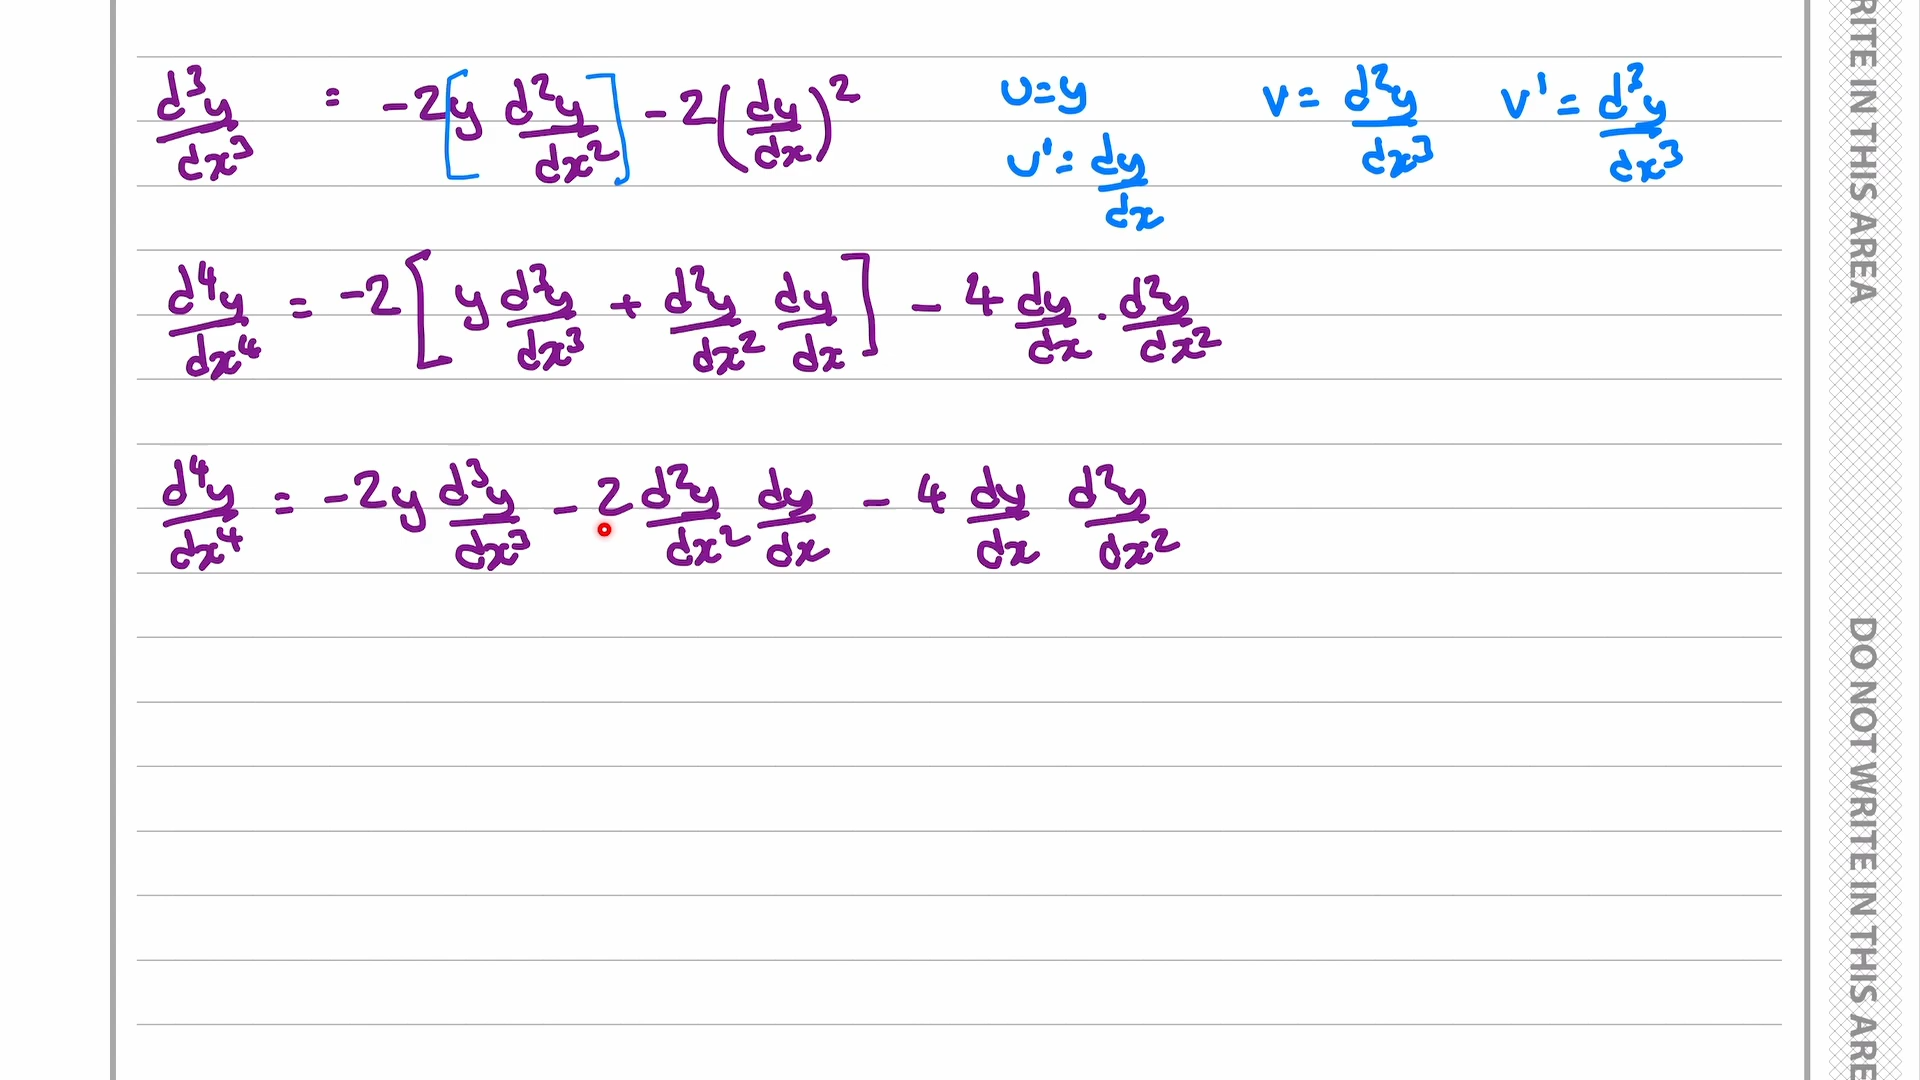 d³y/dx³ = -2[y d²y/dx²] - 2(dy/dx)² u=y v= d²y/dx³ v' = d³y/dx³
u' = dy/dx
d⁴y/dx⁴ = -2[y d³y/dx³ + d²y/dx² dy/dx] - 4 dy/dx . d²y/dx²
d⁴y/dx⁴ = -2y d³y/dx³ - 2 d²y/dx² dy/dx - 4 dy/dx d²y/dx²
RITE IN THIS AREA
DO NOT WRITE IN THIS ARE